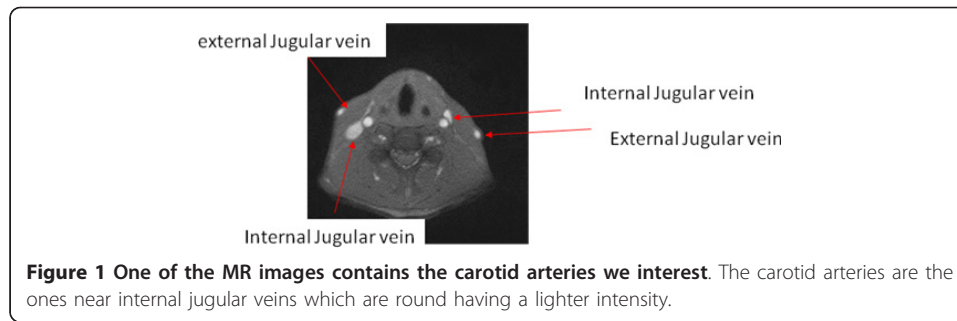 external Jugular vein
Internal Jugular vein
External Jugular vein
Internal Jugular vein
Figure 1 One of the MR images contains the carotid arteries we interest. The carotid arteries are the
ones near internal jugular veins which are round having a lighter intensity.